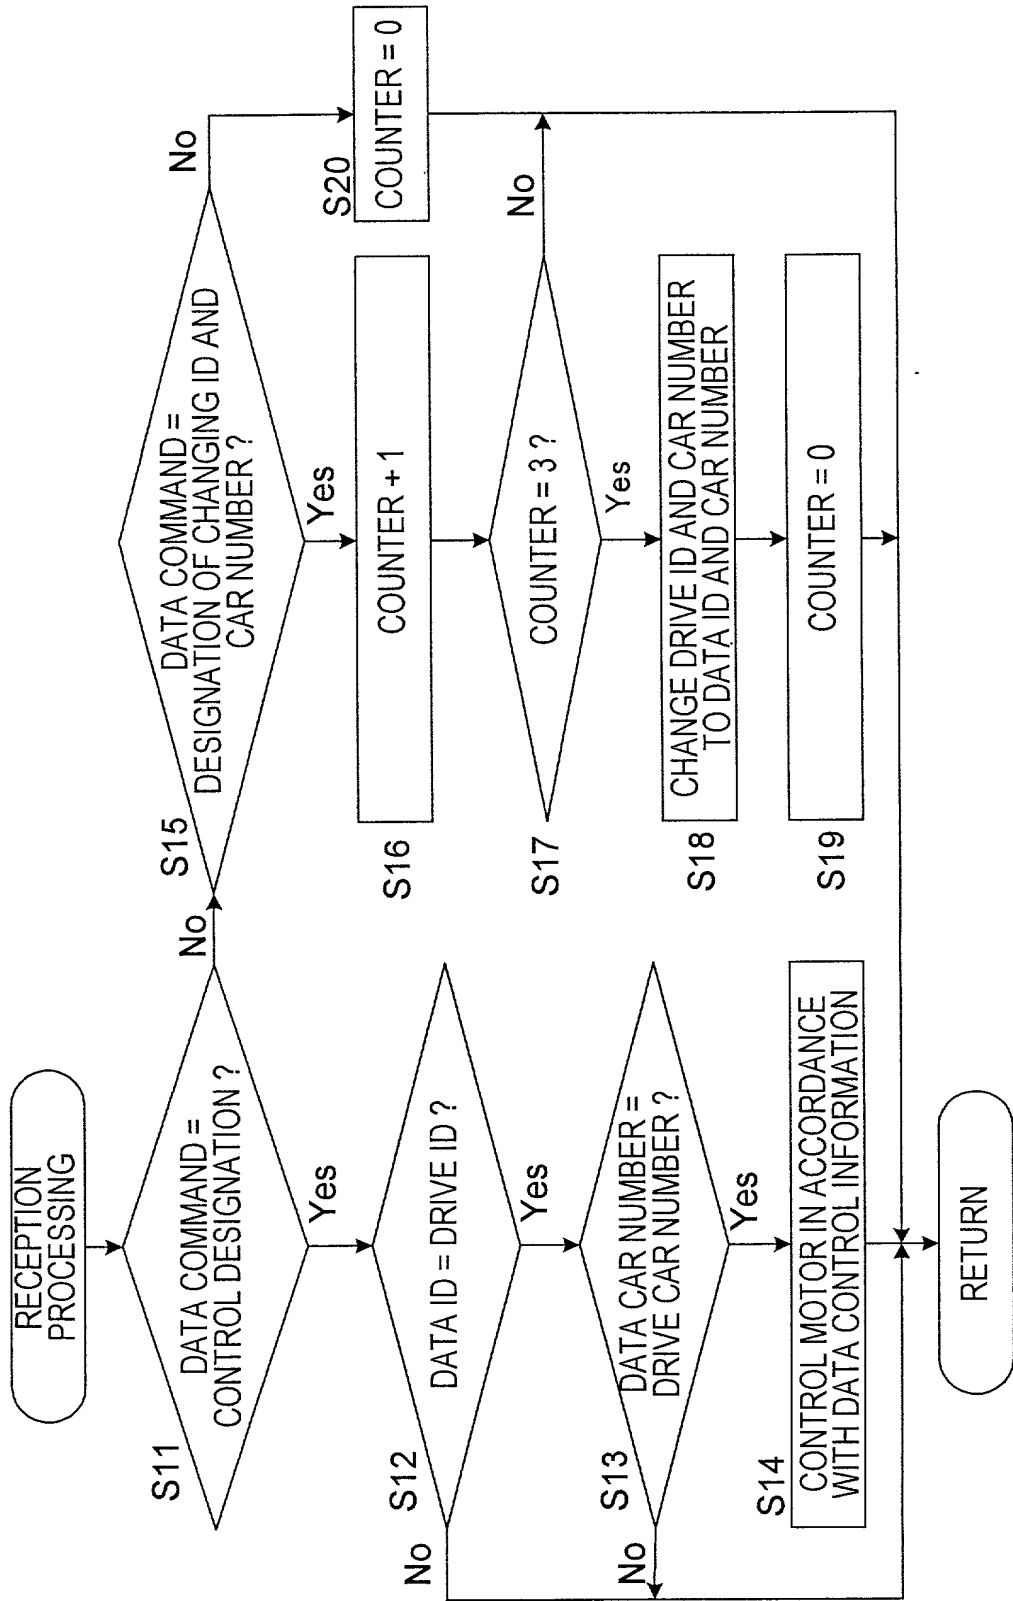 RECEPTION
PROCESSING
S11
DATA COMMAND =
CONTROL DESIGNATION ?
No
Yes
S12
DATA ID = DRIVE ID ?
No
Yes
S13
DATA CAR NUMBER =
DRIVE CAR NUMBER ?
No
Yes
S14
CONTROL MOTOR IN ACCORDANCE
WITH DATA CONTROL INFORMATION
RETURN
S15
DATA COMMAND =
DESIGNATION OF CHANGING ID AND
CAR NUMBER ?
No
Yes
S16
COUNTER + 1
S20
COUNTER = 0
S17
COUNTER = 3 ?
No
Yes
S18
CHANGE DRIVE ID AND CAR NUMBER
TO DATA ID AND CAR NUMBER
S19
COUNTER = 0